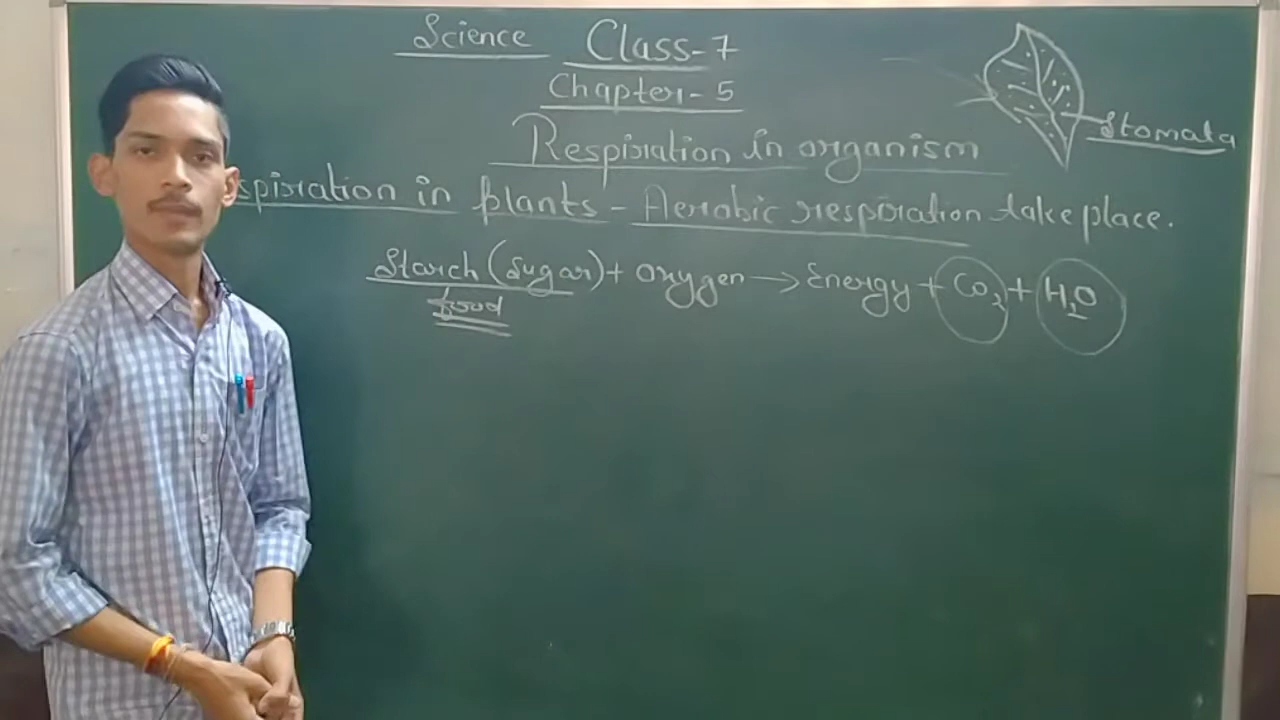 Science Class-7
Chapter-5
Respiration in organism
Stomata
spiration in plants - Aerobic respiration take place.
Starch (Sugar) + oxygen → Energy + Co2 + H2O
food